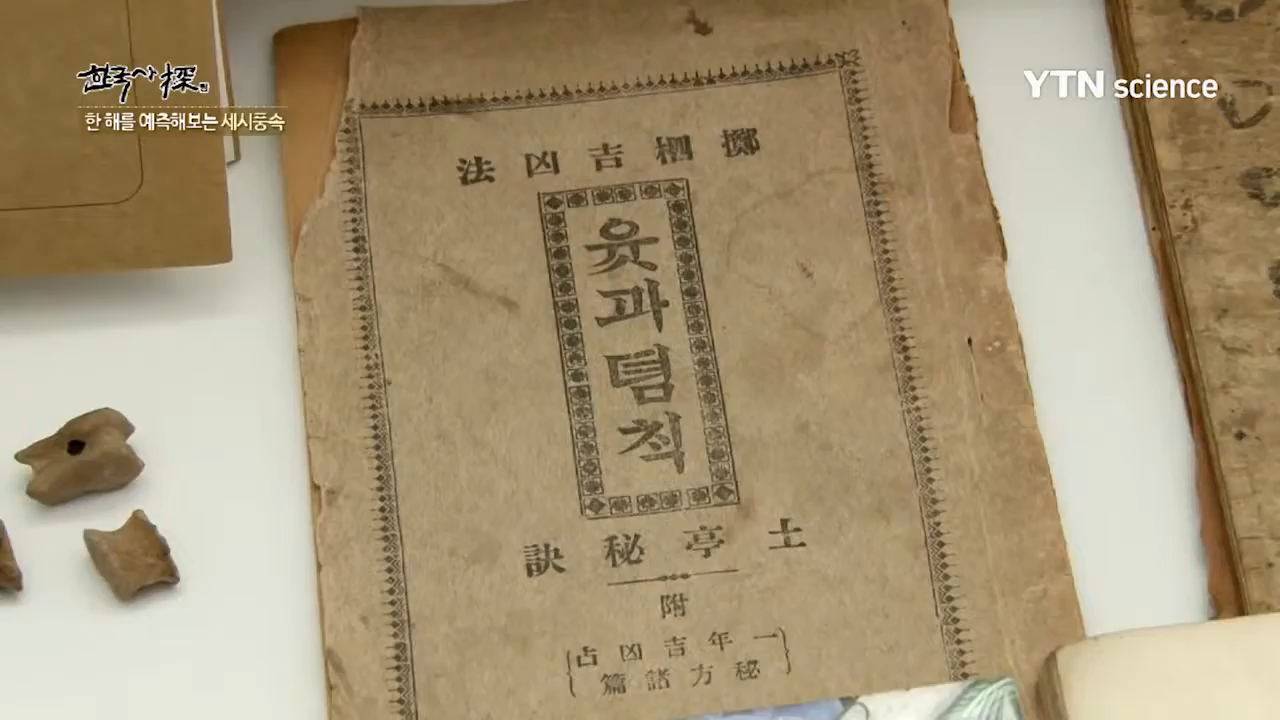 한국사 探
한 해를 예측해보는 세시풍속
YTN science
擲柶吉凶法
윳과텸칙
土亭秘訣
附
一年吉凶占
秘方諸篇